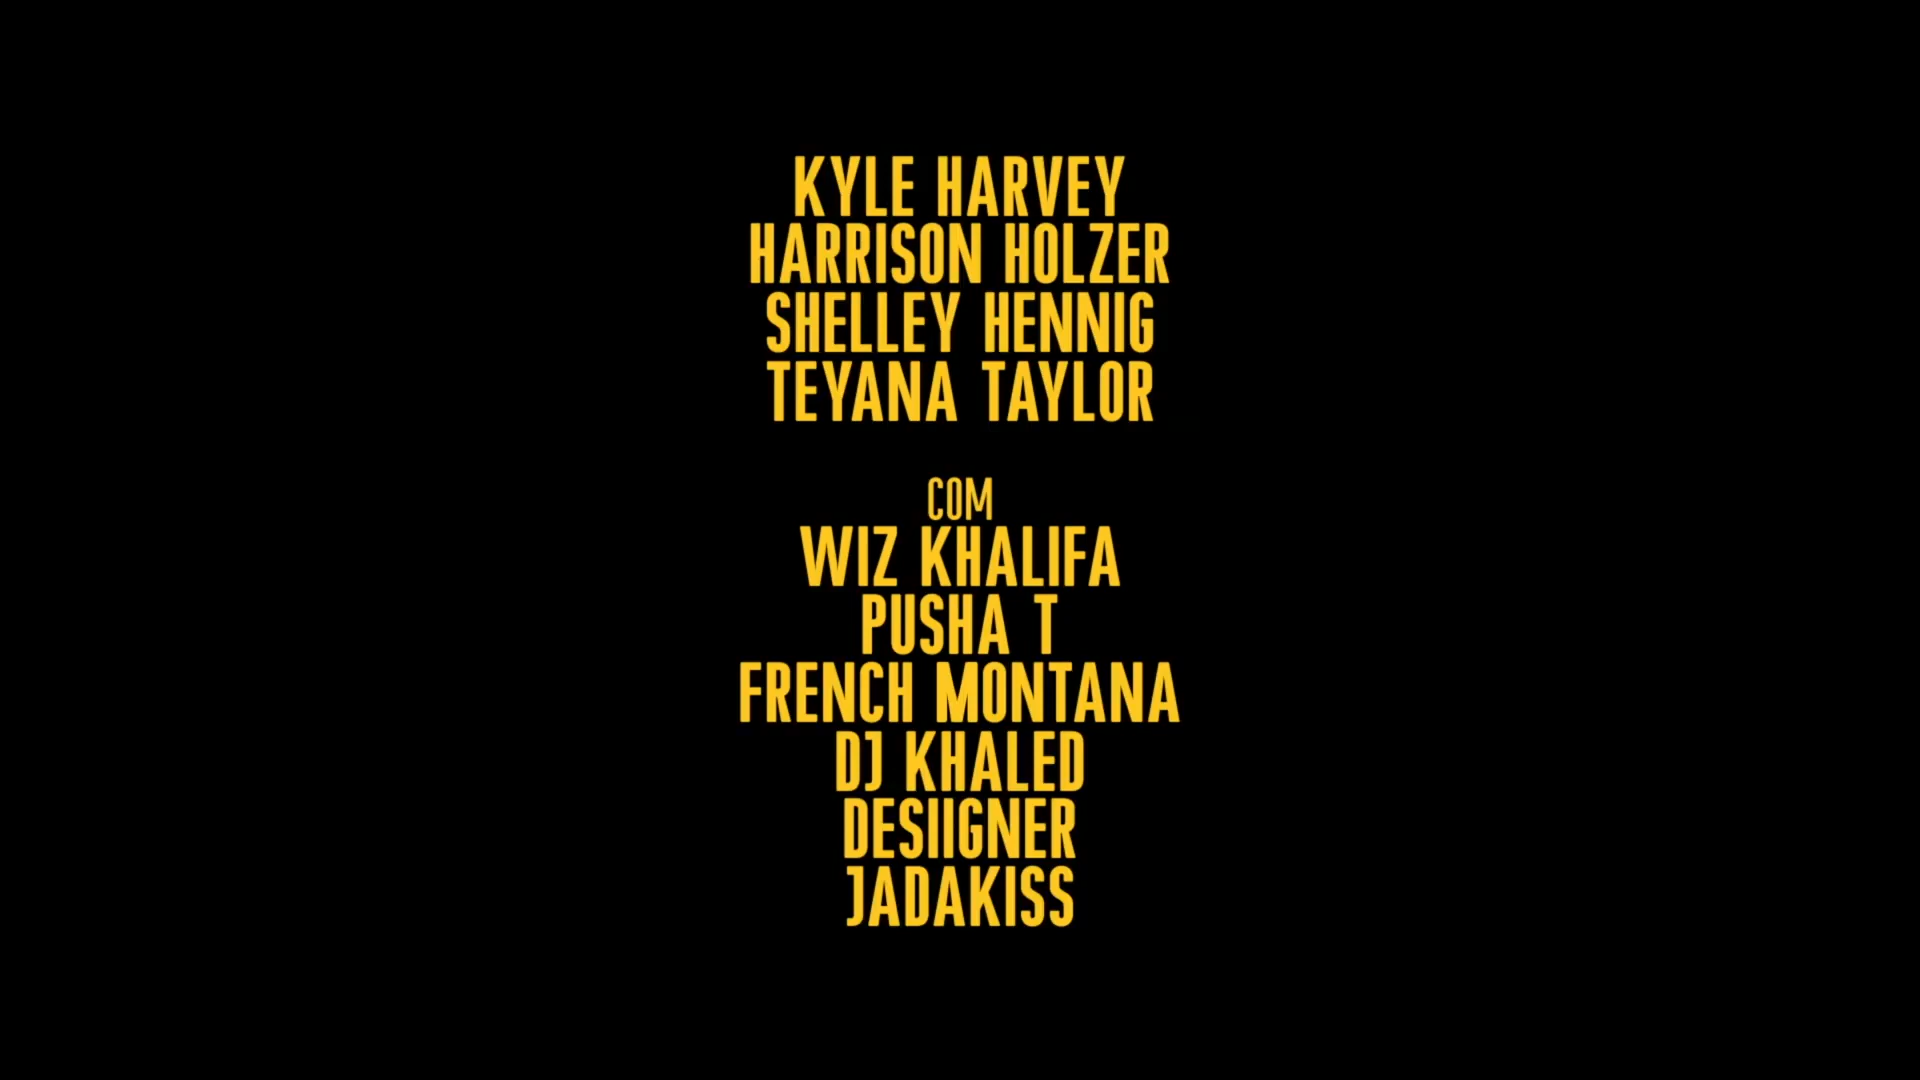 KYLE HARVEY
HARRISON HOLZER
SHELLEY HENNIG
TEYANA TAYLOR
COM
WIZ KHALIFA
PUSHA T
FRENCH MONTANA
DJ KHALED
DESIIGNER
JADAKISS